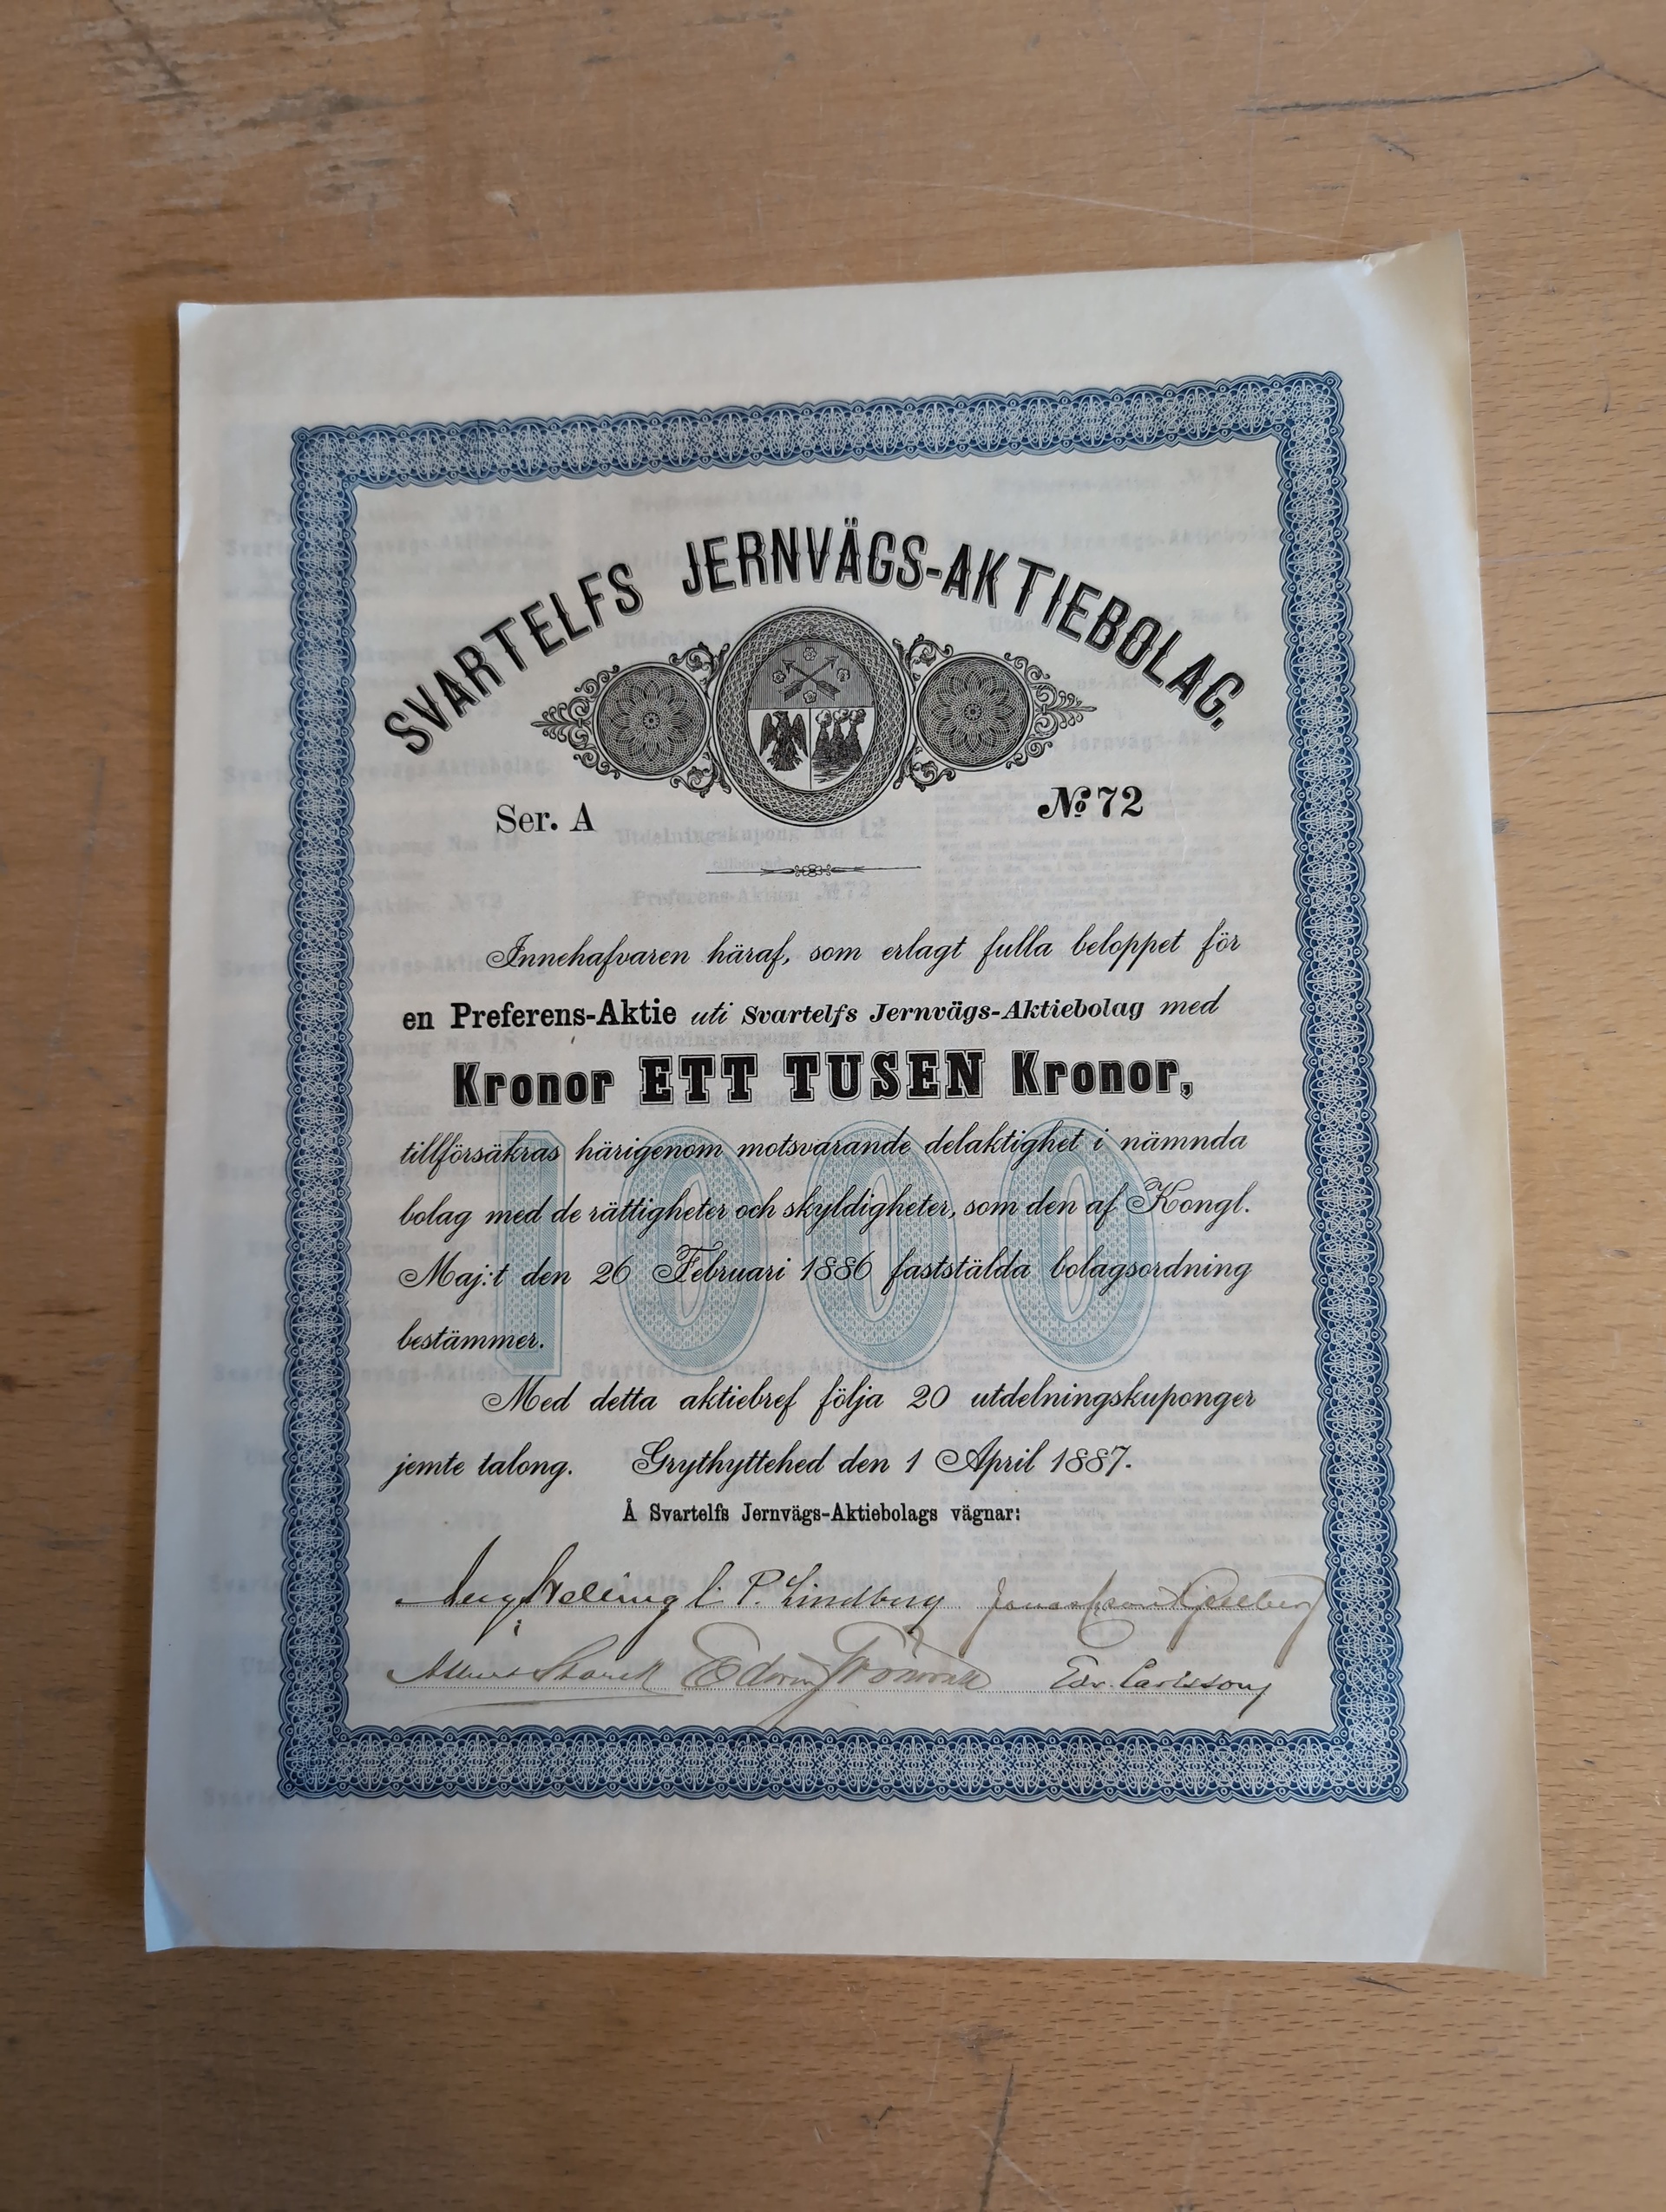 SVARTELFS JERNVÄGS-AKTIEBOLAG.
Ser. A
№ 72
Innehafvaren häraf, som erlagt fulla beloppet för
en Preferens-Aktie uti Svartelfs Jernvägs-Aktiebolag med
Kronor ETT TUSEN Kronor,
1000
tillförsäkras härigenom motsvarande delaktighet i nämnda
bolag med de rättigheter och skyldigheter, som den af Kongl.
Maj:t den 26 Februari 1886 faststälda bolagsordning
bestämmer.
Med detta aktiebref följa 20 utdelningskuponger
jemte talong. Grythyttehed den 1 April 1887.
Å Svartelfs Jernvägs-Aktiebolags vägnar:
P. Lindberg
Edv. Carlsson